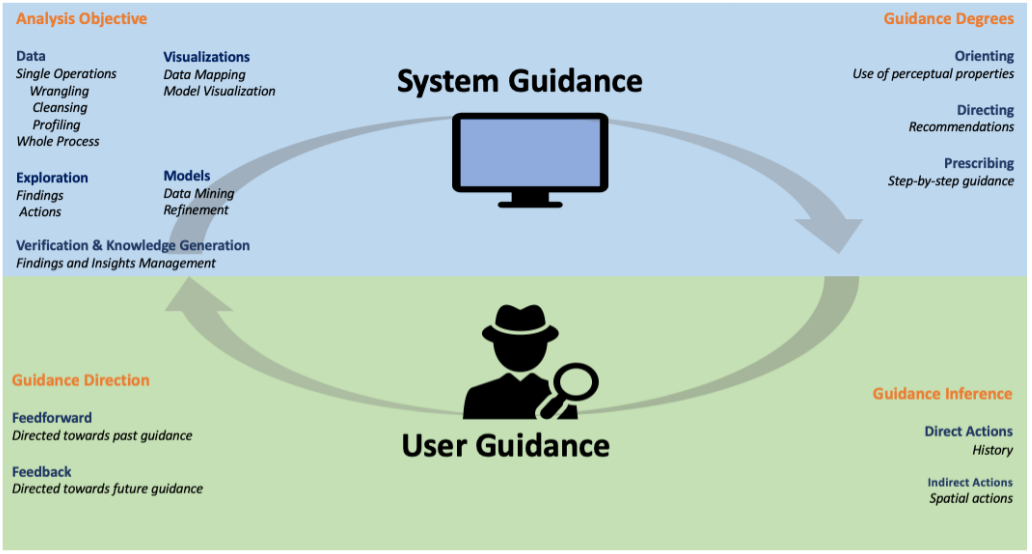 Analysis Objective
Data
Single Operations
Wrangling
Cleansing
Profiling
Whole Process
Visualizations
Data Mapping
Model Visualization
Exploration
Findings
Actions
Models
Data Mining
Refinement
Verification & Knowledge Generation
Findings and Insights Management
System Guidance
Guidance Degrees
Orienting
Use of perceptual properties
Directing
Recommendations
Prescribing
Step-by-step guidance
Guidance Direction
Feedforward
Directed towards past guidance
Feedback
Directed towards future guidance
User Guidance
Guidance Inference
Direct Actions
History
Indirect Actions
Spatial actions